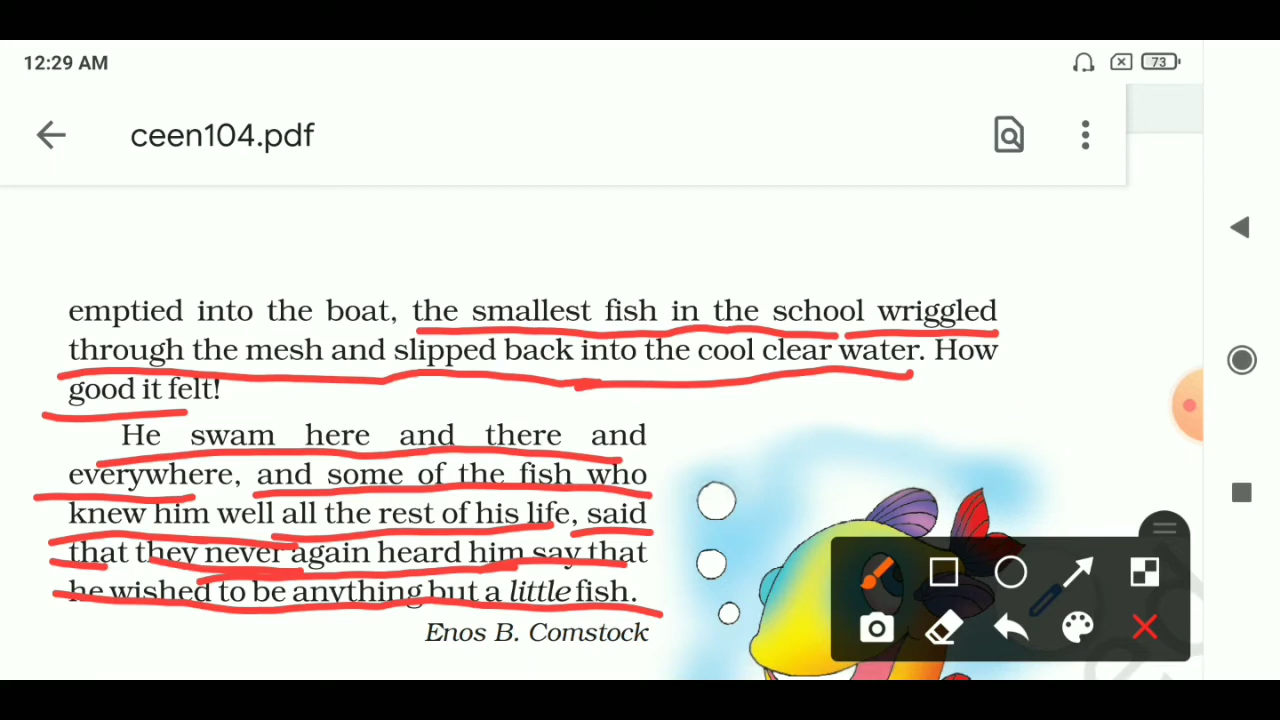 12:29 AM
73
ceen104.pdf
emptied into the boat, the smallest fish in the school wriggled
through the mesh and slipped back into the cool clear water. How
good it felt!
He swam here and there and
everywhere, and some of the fish who
knew him well all the rest of his life, said
that they never again heard him say that
he wished to be anything but a little fish.
Enos B. Comstock